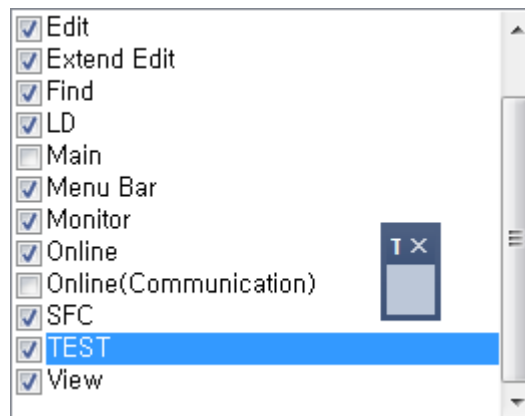 Edit
Extend Edit
Find
LD
Main
Menu Bar
Monitor
Online
T
Online(Communication)
SFC
TEST
View